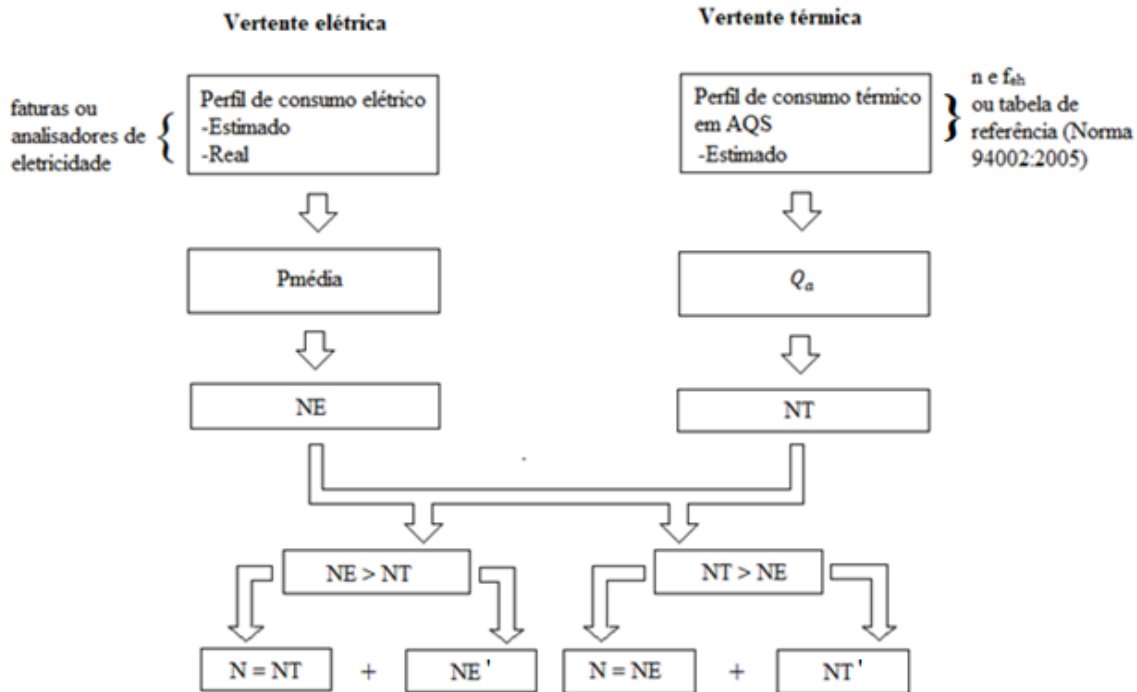 Vertente elétrica
Vertente térmica
faturas ou
analisadores de
eletricidade
Perfil de consumo elétrico
-Estimado
-Real
Perfil de consumo térmico
em AQS
-Estimado
n e fₑₕ
ou tabela de
referência (Norma
94002:2005)
Pmédia
Qₐ
NE
NT
NE > NT
NT > NE
N = NT
+
NE '
N = NE
+
NT '